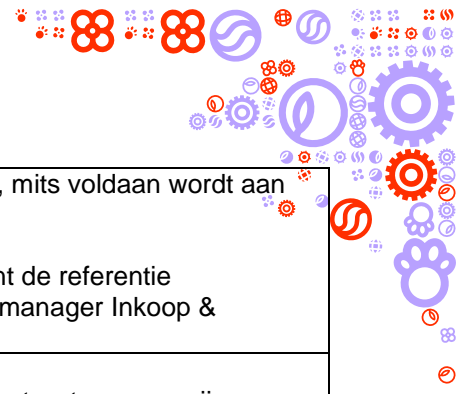 , mits voldaan wordt aan
nt de referentie
manager Inkoop &